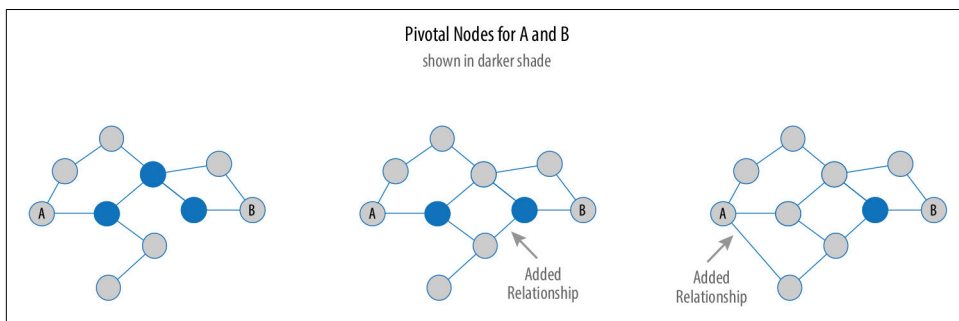 Pivotal Nodes for A and B
shown in darker shade
A
B
A
B
Added
Relationship
A
B
Added
Relationship